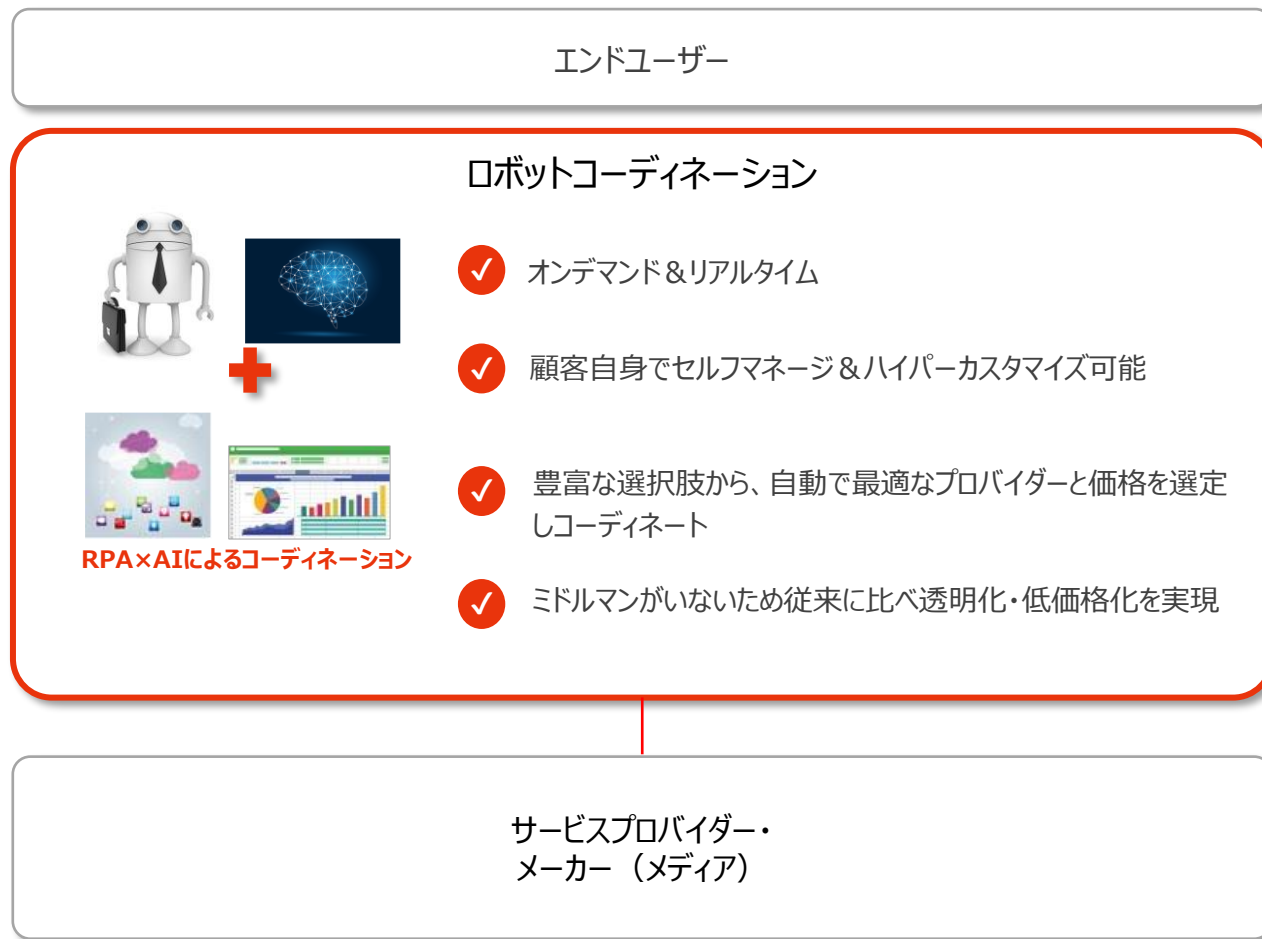 エンドユーザー
ロボットコーディネーション
オンデマンド＆リアルタイム
顧客自身でセルフマネージ＆ハイパーカスタマイズ可能
豊富な選択肢から、自動で最適なプロバイダーと価格を選定
しコーディネート
RPA×AIによるコーディネーション
ミドルマンがいないため従来に比べ透明化・低価格化を実現
サービスプロバイダー・
メーカー（メディア）